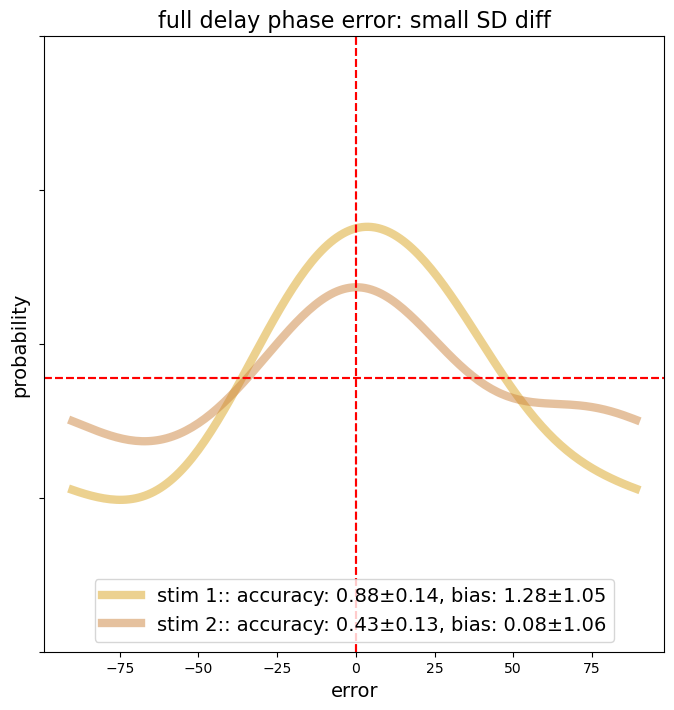 full delay phase error: small SD diff
probability
stim 1:: accuracy: 0.88±0.14, bias: 1.28±1.05
stim 2:: accuracy: 0.43±0.13, bias: 0.08±1.06
−75 −50 −25 0 25 50 75
error